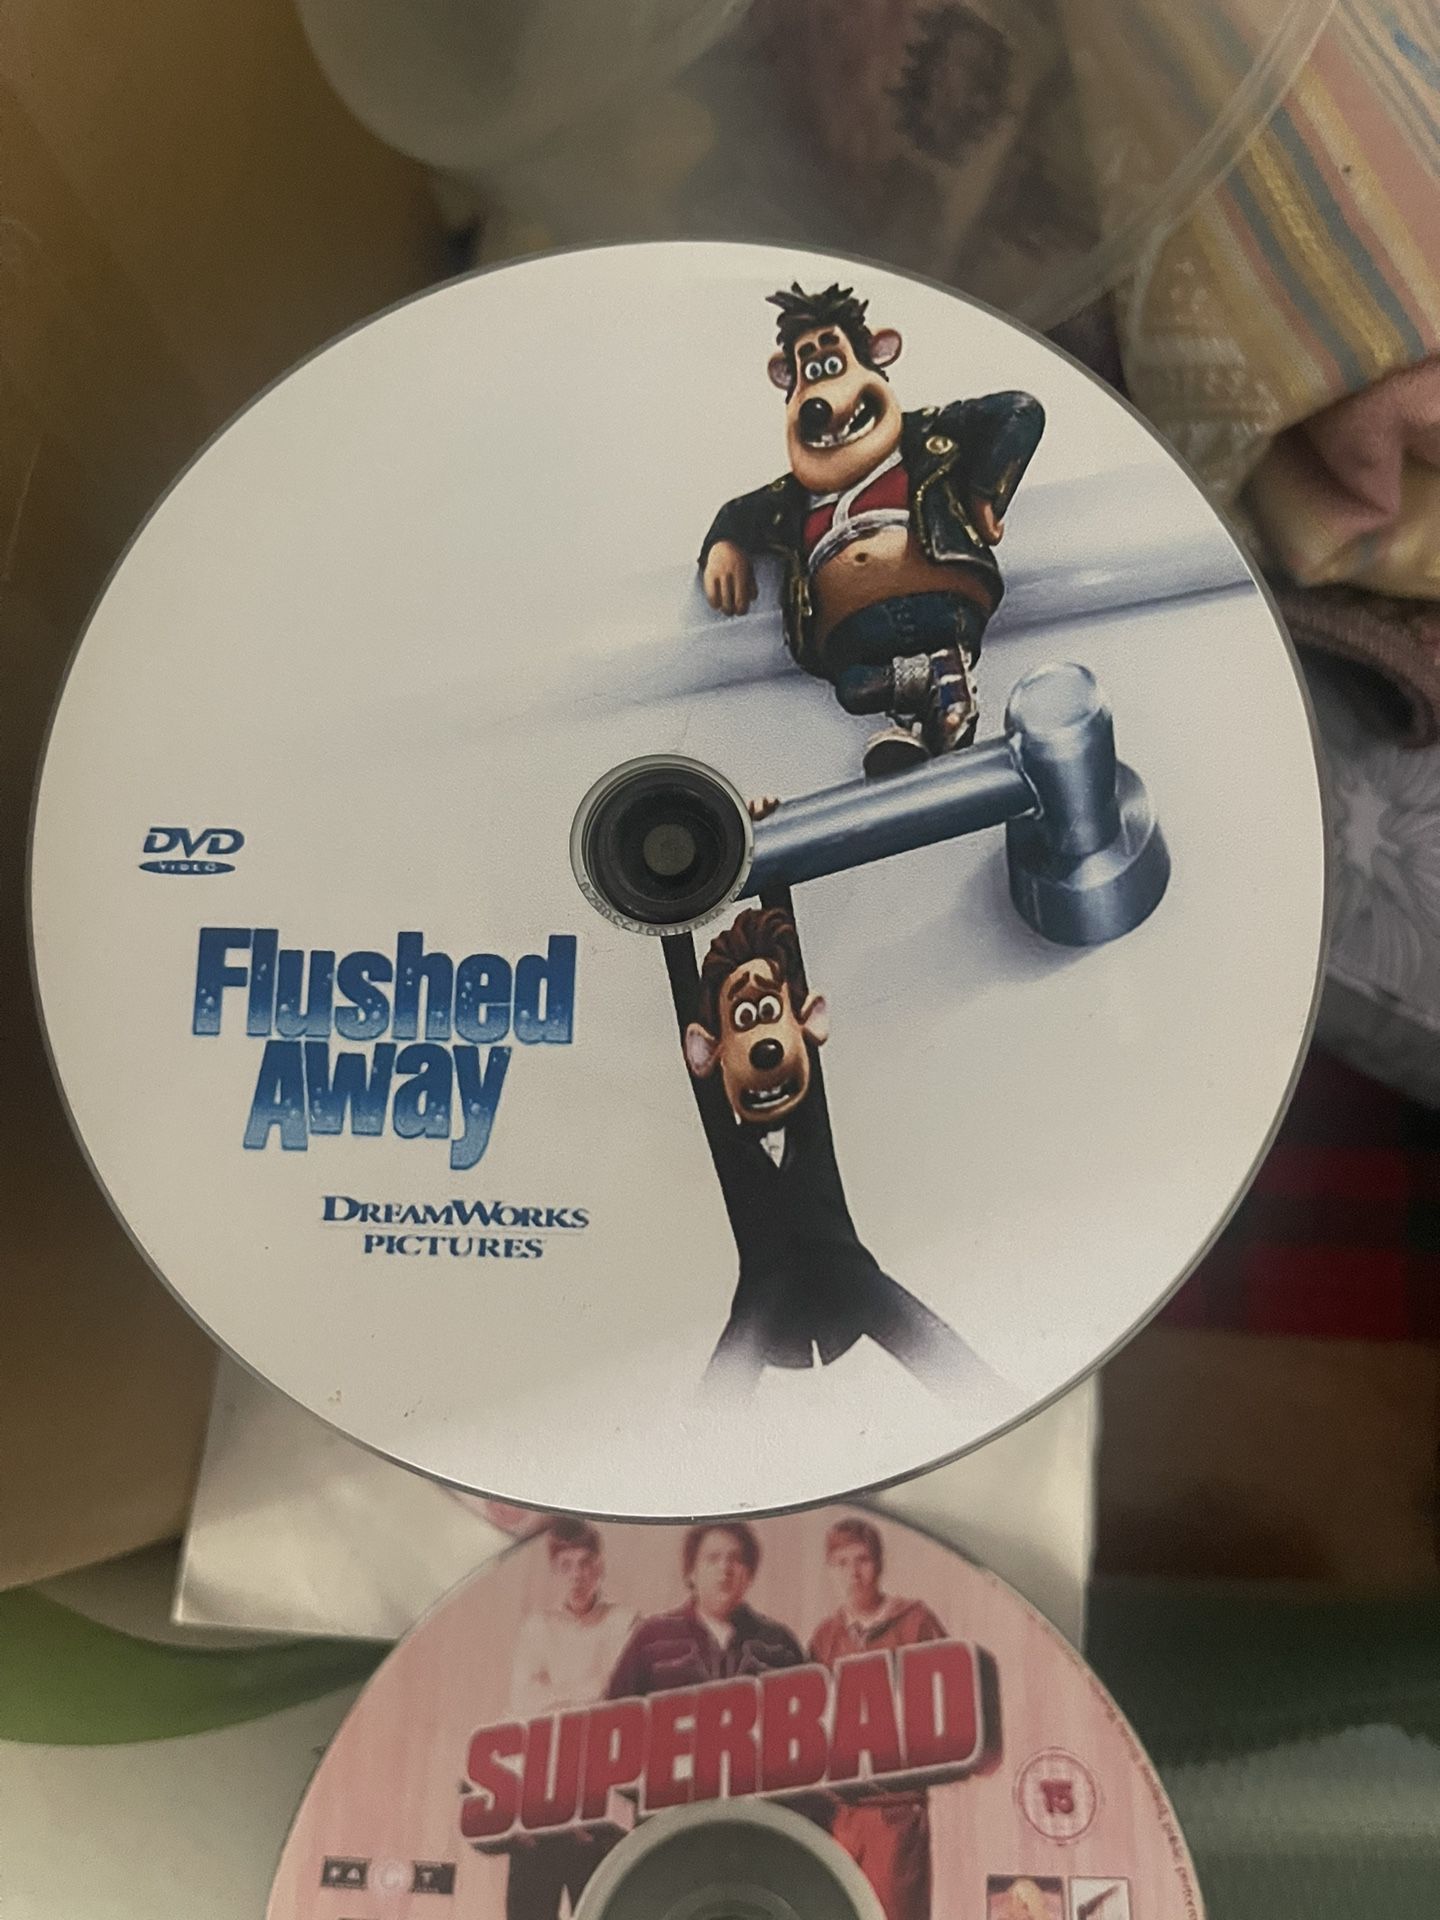 DVD
VIDEO
Flushed
Away
DREAMWORKS
PICTURES
SUPERBAD
15